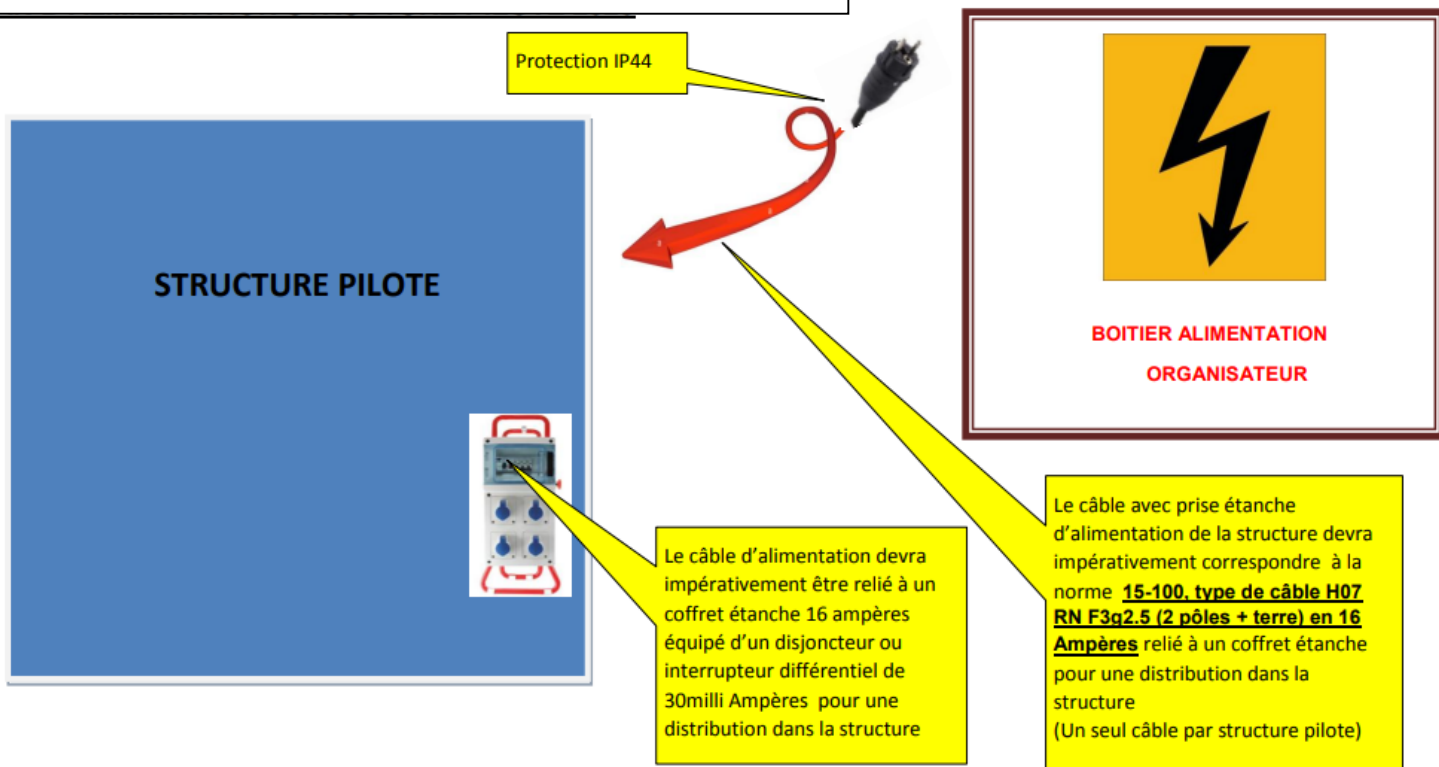 Protection IP44
STRUCTURE PILOTE
BOITIER ALIMENTATION
ORGANISATEUR
Le câble d'alimentation devra
impérativement être relié à un
coffret étanche 16 ampères
équipé d'un disjoncteur ou
interrupteur différentiel de
30milli Ampères pour une
distribution dans la structure
Le câble avec prise étanche
d'alimentation de la structure devra
impérativement correspondre à la
norme 15-100, type de câble H07
RN F3g2.5 (2 pôles + terre) en 16
Ampères relié à un coffret étanche
pour une distribution dans la
structure
(Un seul câble par structure pilote)